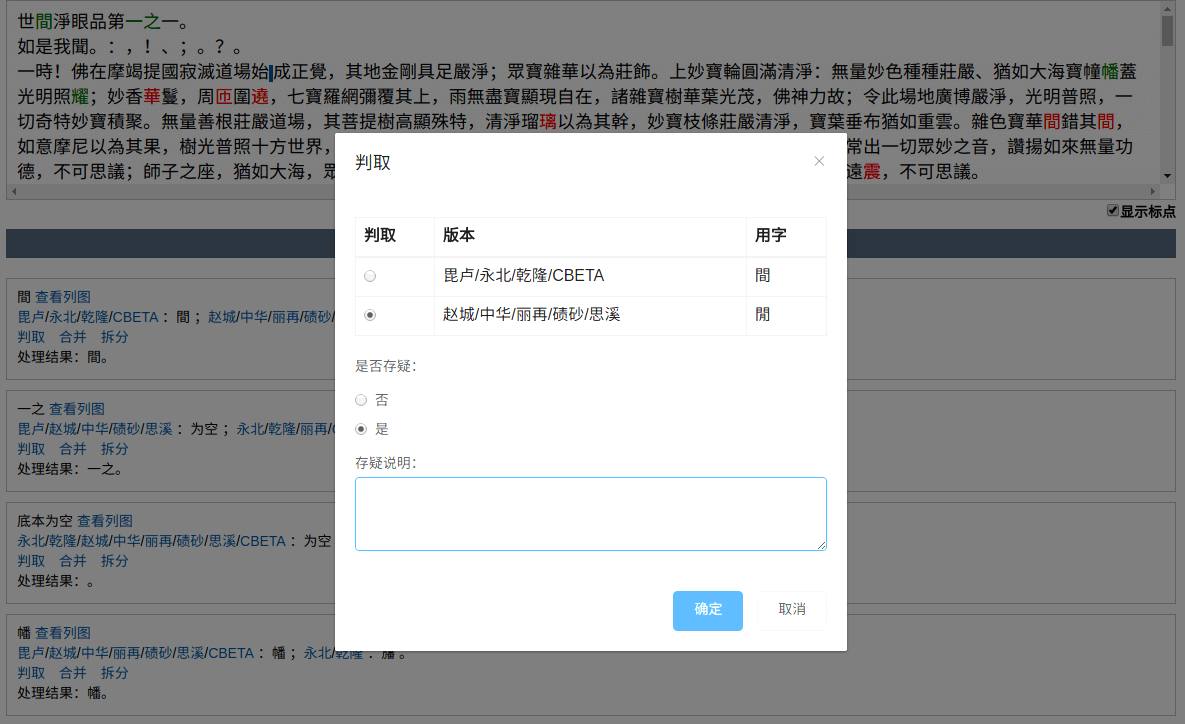 世間淨眼品第一之一。
如是我聞。：，！、；。？。
一時！佛在摩竭提國寂滅道場始成正覺，其地金剛具足嚴淨；眾寶雜華以為莊飾。上妙寶輪圓滿清淨：無量妙色種種莊嚴、猶如大海寶幢幡蓋
光明照耀；妙香華鬘，周匝圍遶，七寶羅網彌覆其上，雨無盡寶顯現自在，諸雜寶樹華葉光茂，佛神力故；令此場地廣博嚴淨，光明普照，一
切奇特妙寶積聚。無量善根莊嚴道場，其菩提樹高顯殊特，清淨瑠璃以為其幹，妙寶枝條莊嚴清淨，寶葉垂布猶如重雲。雜色寶華間錯其間，
如意摩尼以為其果，樹光普照十方世界，
常出一切眾妙之音，讚揚如來無量功
德，不可思議；師子之座，猶如大海，眾
遠震，不可思議。
显示标点
判取 ×
判取 版本 用字
毘卢/永北/乾隆/CBETA 間
赵城/中华/丽再/碛砂/思溪 閒
是否存疑：
否
是
存疑说明：
确定 取消
間 查看列图
毘卢/永北/乾隆/CBETA ：間 ；赵城/中华/丽再/碛砂/
判取 合并 拆分
处理结果：間。
一之 查看列图
毘卢/赵城/中华/碛砂/思溪 ：为空 ；永北/乾隆/丽再/
判取 合并 拆分
处理结果：一之。
底本为空 查看列图
永北/乾隆/赵城/中华/丽再/碛砂/思溪/CBETA ：为空
判取 合并 拆分
处理结果：。
幡 查看列图
毘卢/赵城/中华/丽再/碛砂/思溪/CBETA ：幡 ；永北/乾隆 ：旛 。
判取 合并 拆分
处理结果：幡。